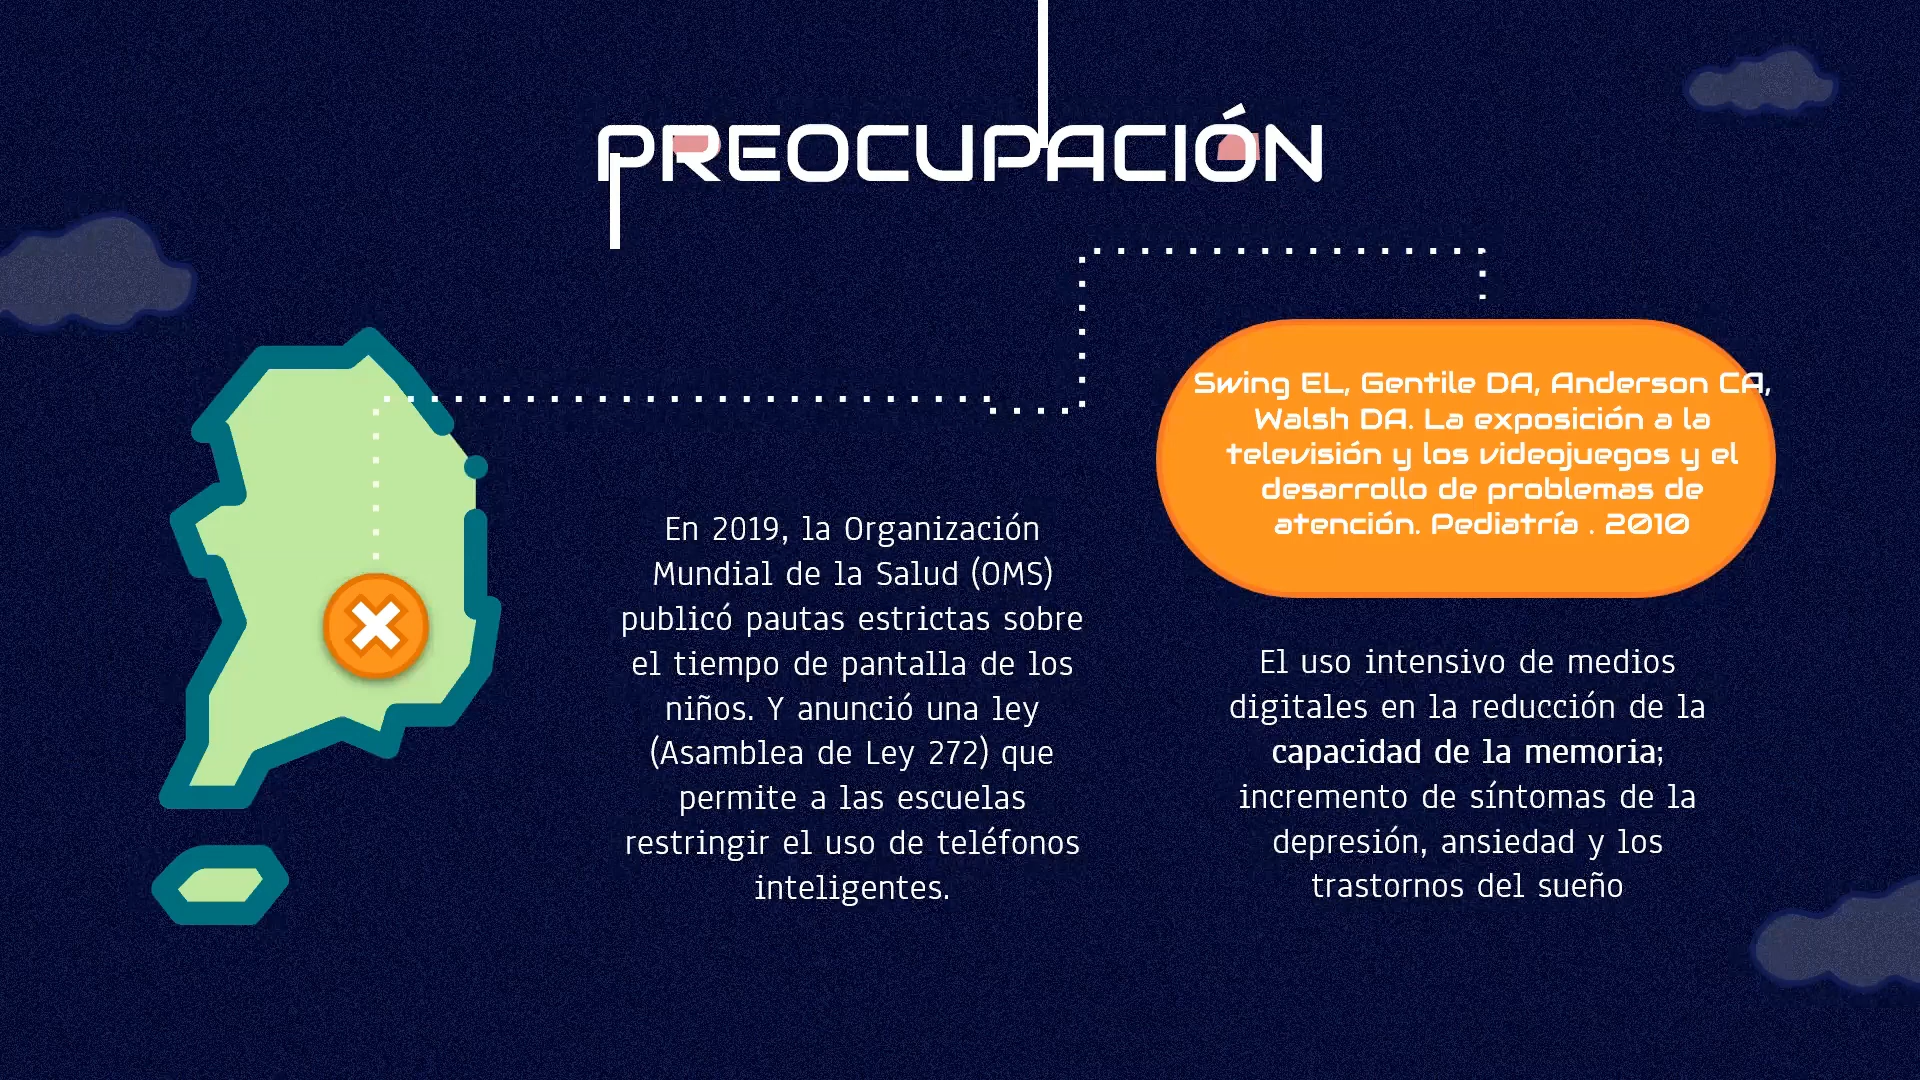 PREOCUPACIÓN
En 2019, la Organización
Mundial de la Salud (OMS)
publicó pautas estrictas sobre
el tiempo de pantalla de los
niños. Y anunció una ley
(Asamblea de Ley 272) que
permite a las escuelas
restringir el uso de teléfonos
inteligentes.
Swing EL, Gentile DA, Anderson CA,
Walsh DA. La exposición a la
televisión y los videojuegos y el
desarrollo de problemas de
atención. Pediatría . 2010
El uso intensivo de medios
digitales en la reducción de la
capacidad de la memoria;
incremento de síntomas de la
depresión, ansiedad y los
trastornos del sueño